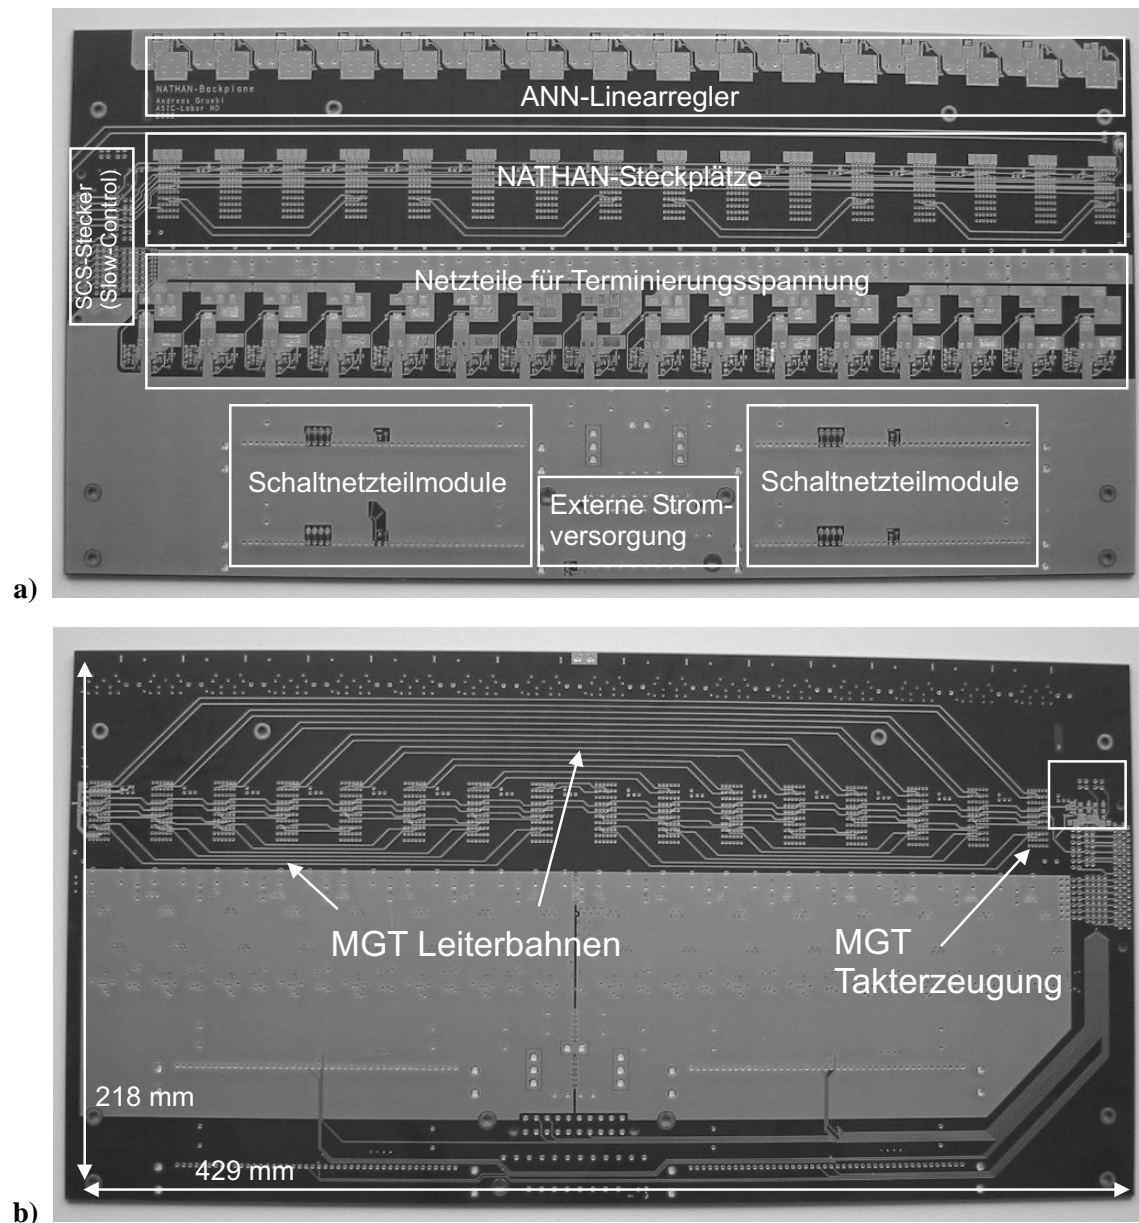 NATHAN-Backplane
Andreas Gruebl
ASIC-Labor HD
ANN-Linearregler
NATHAN-Steckplätze
SCS-Stecker
(Slow-Control)
Netzteile für Terminierungsspannung
Schaltnetzteilmodule
Externe Strom-
versorgung
Schaltnetzteilmodule
a)
MGT Leiterbahnen
MGT
Takterzeugung
218 mm
429 mm
b)